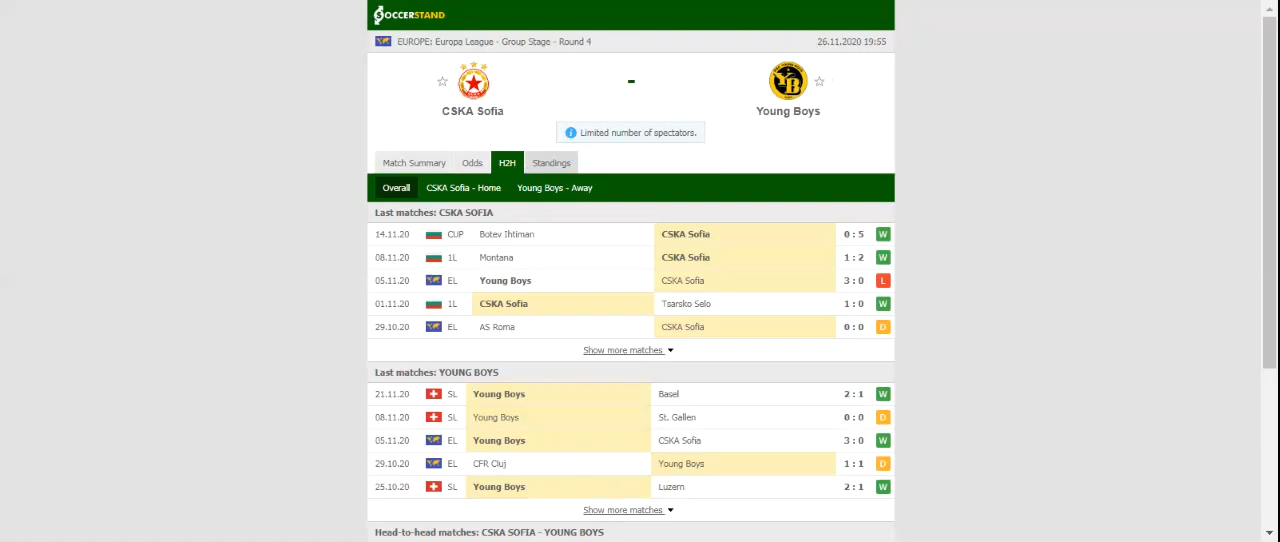 SOCCERSTAND
EUROPE: Europa League - Group Stage - Round 4 26.11.2020 19:55
-
CSKA Sofia Young Boys
Limited number of spectators.
Match Summary Odds H2H Standings
Overall CSKA Sofia - Home Young Boys - Away
Last matches: CSKA SOFIA
14.11.20 CUP Botev Ihtiman CSKA Sofia 0 : 5 W
08.11.20 1L Montana CSKA Sofia 1 : 2 W
05.11.20 EL Young Boys CSKA Sofia 3 : 0 L
01.11.20 1L CSKA Sofia Tsarsko Selo 1 : 0 W
29.10.20 EL AS Roma CSKA Sofia 0 : 0 D
Show more matches
Last matches: YOUNG BOYS
21.11.20 SL Young Boys Basel 2 : 1 W
08.11.20 SL Young Boys St. Gallen 0 : 0 D
05.11.20 EL Young Boys CSKA Sofia 3 : 0 W
29.10.20 EL CFR Cluj Young Boys 1 : 1 D
25.10.20 SL Young Boys Luzern 2 : 1 W
Show more matches
Head-to-head matches: CSKA SOFIA - YOUNG BOYS